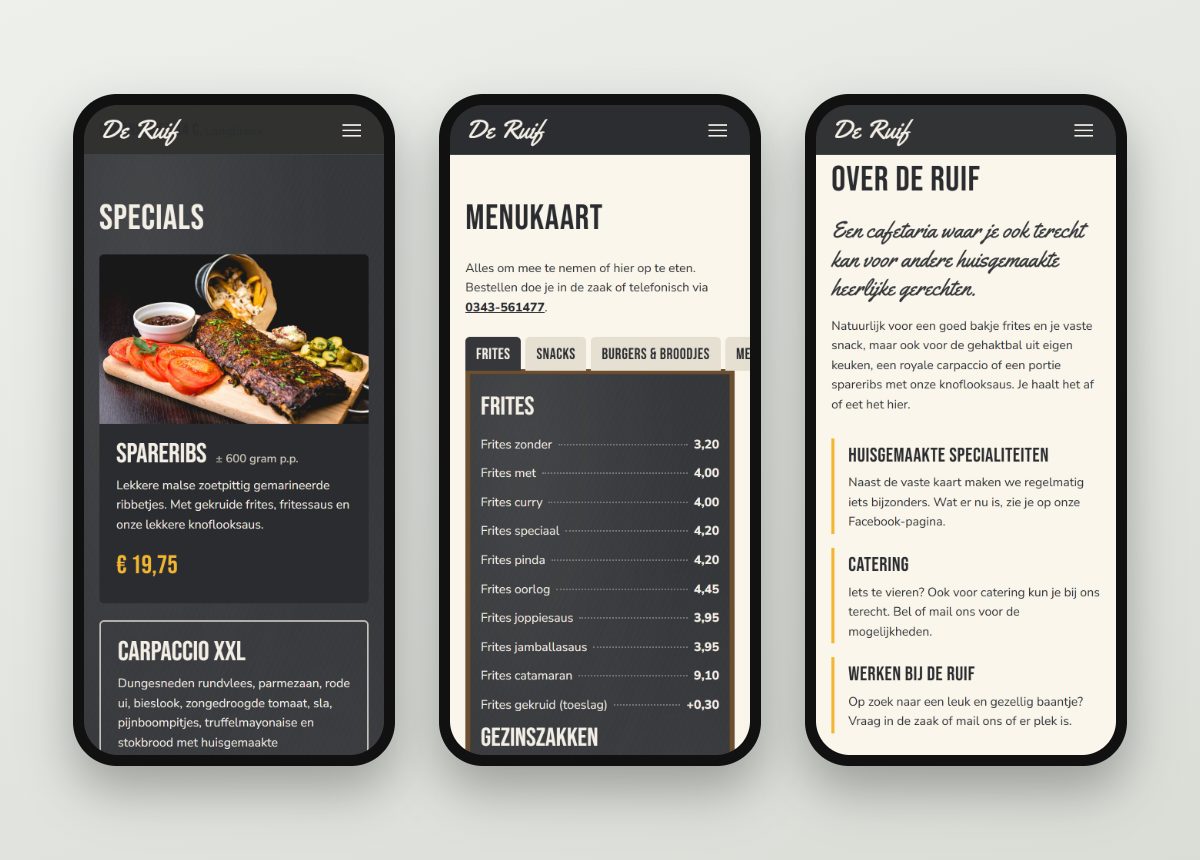 De Ruif
SPECIALS
SPARERIBS ± 600 gram p.p.
Lekkere malse zoetpittig gemarineerde
ribbetjes. Met gekruide frites, fritessaus en
onze lekkere knoflooksaus.
€ 19,75
CARPACCIO XXL
Dungesneden rundvlees, parmezaan, rode
ui, bieslook, zongedroogde tomaat, sla,
pijnboompitjes, truffelmayonaise en
stokbrood met huisgemaakte
De Ruif
MENUKAART
Alles om mee te nemen of hier op te eten.
Bestellen doe je in de zaak of telefonisch via
0343-561477.
FRITES SNACKS BURGERS & BROODJES ME
FRITES
Frites zonder 3,20
Frites met 4,00
Frites curry 4,00
Frites speciaal 4,20
Frites pinda 4,20
Frites oorlog 4,45
Frites joppiesaus 3,95
Frites jamballasaus 3,95
Frites catamaran 9,10
Frites gekruid (toeslag) +0,30
GEZINSZAKKEN
De Ruif
OVER DE RUIF
Een cafetaria waar je ook terecht
kan voor andere huisgemaakte
heerlijke gerechten.
Natuurlijk voor een goed bakje frites en je vaste
snack, maar ook voor de gehaktbal uit eigen
keuken, een royale carpaccio of een portie
spareribs met onze knoflooksaus. Je haalt het af
of eet het hier.
HUISGEMAAKTE SPECIALITEITEN
Naast de vaste kaart maken we regelmatig
iets bijzonders. Wat er nu is, zie je op onze
Facebook-pagina.
CATERING
Iets te vieren? Ook voor catering kun je bij ons
terecht. Bel of mail ons voor de
mogelijkheden.
WERKEN BIJ DE RUIF
Op zoek naar een leuk en gezellig baantje?
Vraag in de zaak of mail ons of er plek is.